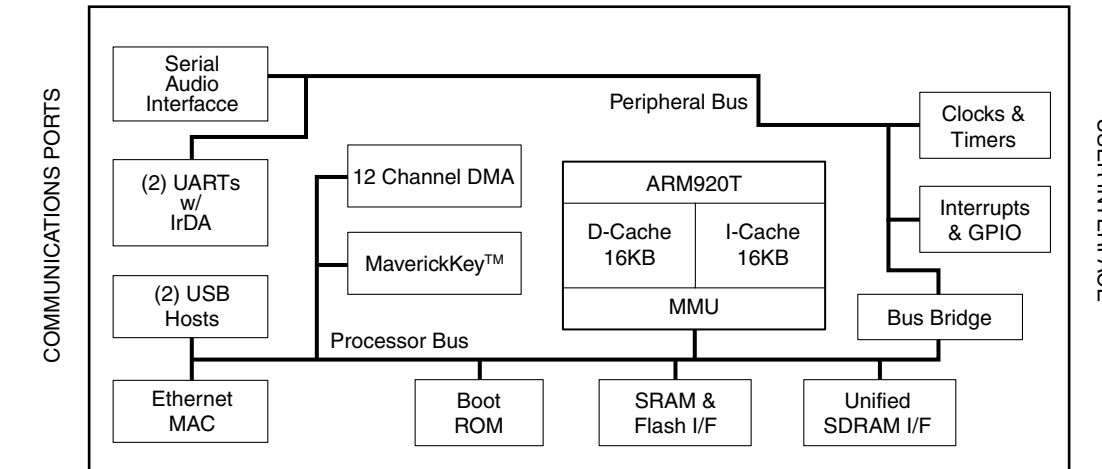 COMMUNICATIONS PORTS
Serial
Audio
Interfacce
(2) UARTs
w/
IrDA
(2) USB
Hosts
Ethernet
MAC
12 Channel DMA
MaverickKey™
Processor Bus
Peripheral Bus
ARM920T
D-Cache
16KB
I-Cache
16KB
MMU
Clocks &
Timers
Interrupts
& GPIO
Bus Bridge
Boot
ROM
SRAM &
Flash I/F
Unified
SDRAM I/F
USER INTERFACE